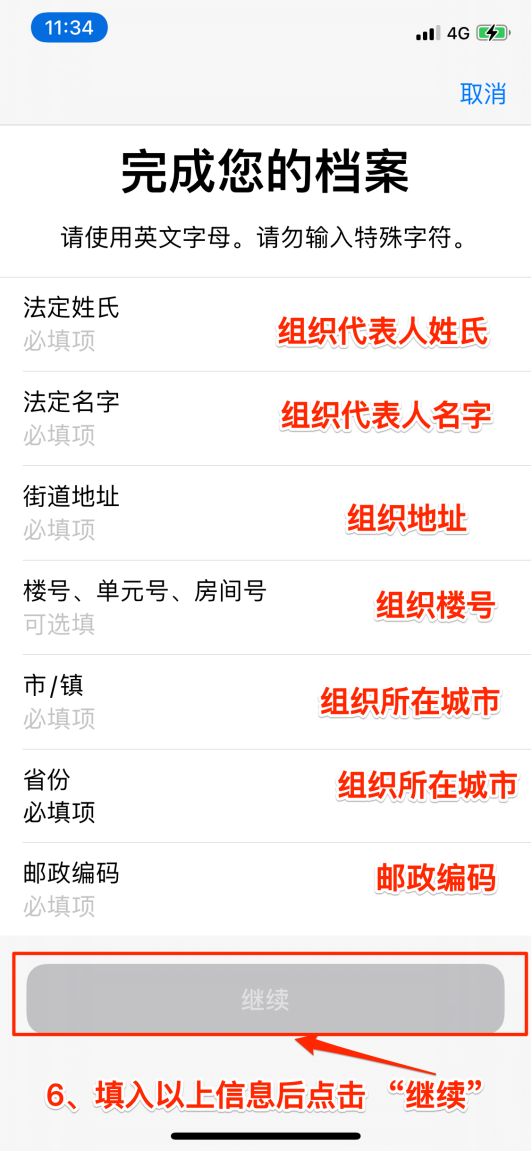 11:34
4G
取消
完成您的档案
请使用英文字母。请勿输入特殊字符。
法定姓氏
必填项
组织代表人姓氏
法定名字
必填项
组织代表人名字
街道地址
必填项
组织地址
楼号、单元号、房间号
可选填
组织楼号
市/镇
必填项
组织所在城市
省份
必填项
组织所在城市
邮政编码
必填项
邮政编码
继续
6、填入以上信息后点击 “继续”